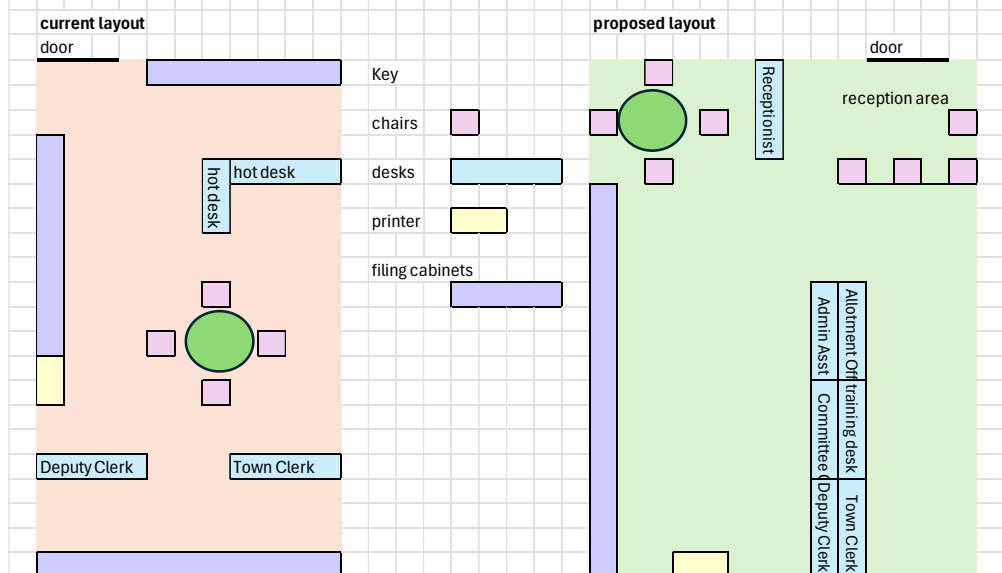 current layout
proposed layout
door
door
Key
reception area
Receptionist
chairs
desks
hot desk
hot desk
printer
filing cabinets
Admin Asst
Allotment Off
Committee
training desk
Deputy Clerk
Town Clerk
Deputy Clerk
Town Clerk